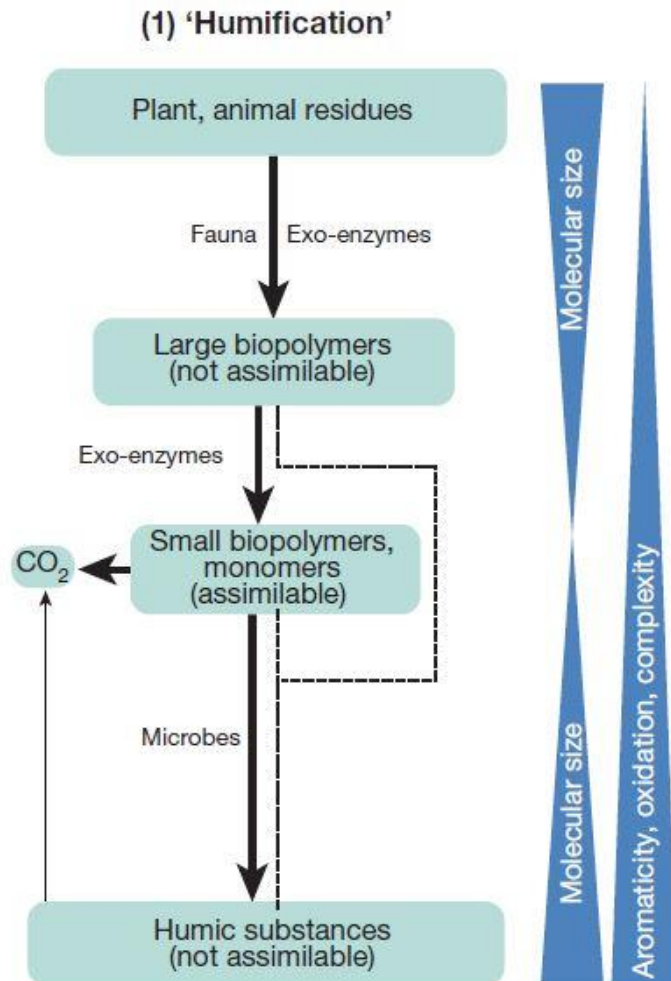 (1) ‘Humification’
Plant, animal residues
Fauna
Exo-enzymes
Large biopolymers
(not assimilable)
Exo-enzymes
Small biopolymers,
monomers
(assimilable)
CO₂
Microbes
Humic substances
(not assimilable)
Molecular size
Molecular size
Aromaticity, oxidation, complexity